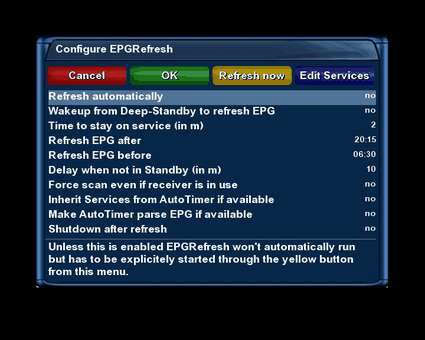 Configure EPGRefresh
Cancel OK Refresh now Edit Services
Refresh automatically no
Wakeup from Deep-Standby to refresh EPG no
Time to stay on service (in m) 2
Refresh EPG after 20:15
Refresh EPG before 06:30
Delay when not in Standby (in m) 10
Force scan even if receiver is in use no
Inherit Services from AutoTimer if available no
Make AutoTimer parse EPG if available no
Shutdown after refresh no
Unless this is enabled EPGRefresh won't automatically run
but has to be explicitely started through the yellow button
from this menu.